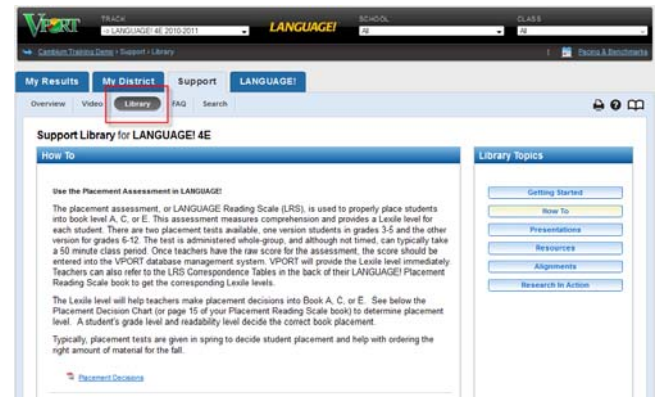 VPORT
TRACK
SCHOOL
CLASS
-> LANGUAGE! 4E 2010-2011
LANGUAGE!
All
All
Cambium Training Demo > Support > Library
Pacing & Benchmarks
My Results
My District
Support
LANGUAGE!
Overview
Video
Library
FAQ
Search
Support Library for LANGUAGE! 4E
How To
Library Topics
Use the Placement Assessment in LANGUAGE!
The placement assessment, or LANGUAGE Reading Scale (LRS), is used to properly place students
into book level A, C, or E. This assessment measures comprehension and provides a Lexile level for
each student. There are two placement tests available, one version students in grades 3-5 and the other
version for grades 6-12. The test is administered whole-group, and although not timed, can typically take
a 50 minute class period. Once teachers have the raw score for the assessment, the score should be
entered into the VPORT database management system. VPORT will provide the Lexile level immediately.
Teachers can also refer to the LRS Correspondence Tables in the back of their LANGUAGE! Placement
Reading Scale book to get the corresponding Lexile levels.
The Lexile level will help teachers make placement decisions into Book A, C, or E. See below the
Placement Decision Chart (or page 15 of your Placement Reading Scale book) to determine placement
level. A student's grade level and readability level decide the correct book placement.
Typically, placement tests are given in spring to decide student placement and help with ordering the
right amount of material for the fall.
Placement Decisions
Getting Started
How To
Presentations
Resources
Alignments
Research In Action